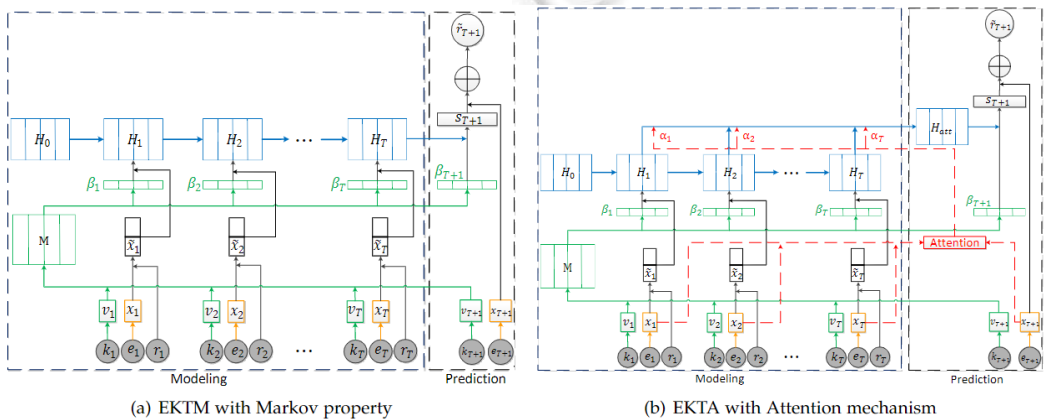 r̃T+1
sT+1
H0 H1 H2 ... HT
β1 β2 βT βT+1
M
x̃1 x̃2 x̃T
v1 x1 v2 x2 vT xT vT+1 xT+1
k1 e1 r1 k2 e2 r2 ... kT eT rT kT+1 eT+1
Modeling Prediction
(a) EKTM with Markov property
r̃T+1
sT+1
α1 α2 αT Hatt
H0 H1 H2 ... HT
β1 β2 βT βT+1
Attention
M
x̃1 x̃2 x̃T
v1 x1 v2 x2 vT xT vT+1 xT+1
k1 e1 r1 k2 e2 r2 ... kT eT rT kT+1 eT+1
Modeling Prediction
(b) EKTA with Attention mechanism